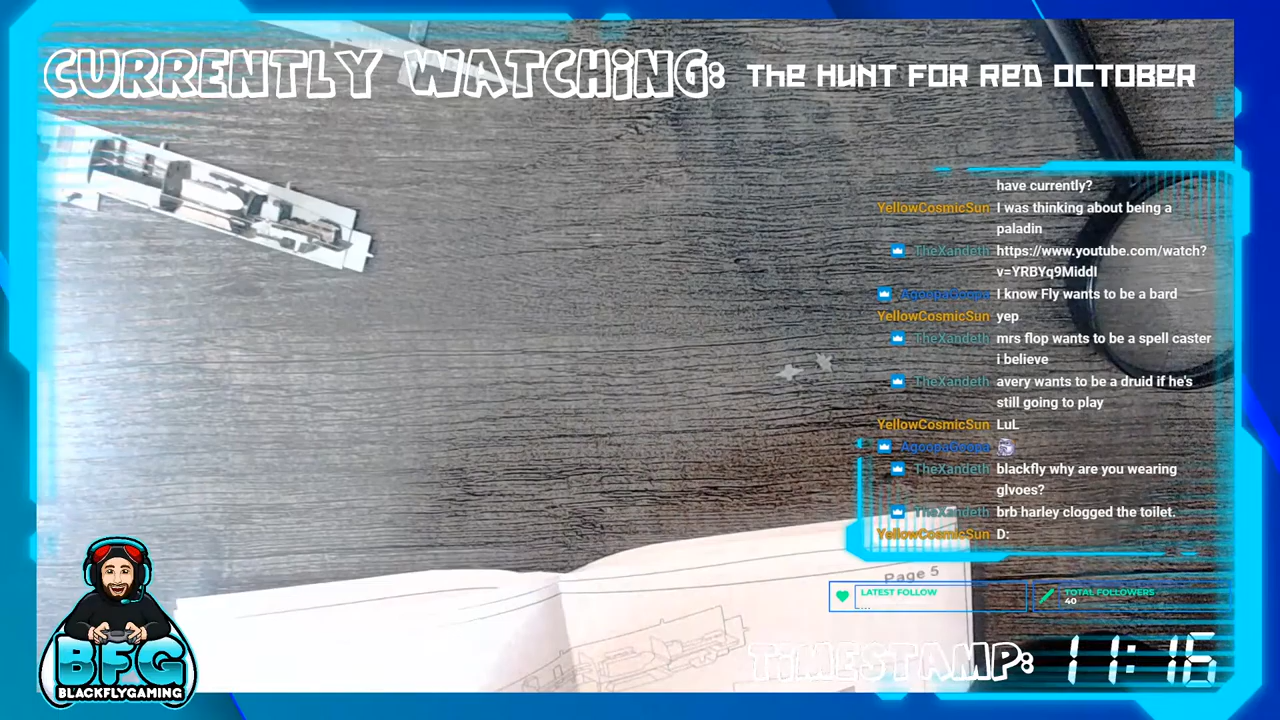 CURRENTLY WATCHING: THE HUNT FOR RED OCTOBER
have currently?
YellowCosmicSun I was thinking about being a
paladin
TheXandeth https://www.youtube.com/watch?
v=YRBYq9MiddI
AgoopaGoopa I know Fly wants to be a bard
YellowCosmicSun yep
TheXandeth mrs flop wants to be a spell caster
i believe
TheXandeth avery wants to be a druid if he's
still going to play
YellowCosmicSun LuL
AgoopaGoopa
TheXandeth blackfly why are you wearing
glvoes?
TheXandeth brb harley clogged the toilet.
YellowCosmicSun D:
Page 5
LATEST FOLLOW
....
TOTAL FOLLOWERS
40
TIMESTAMP: 11:16
BFG
BLACKFLYGAMING